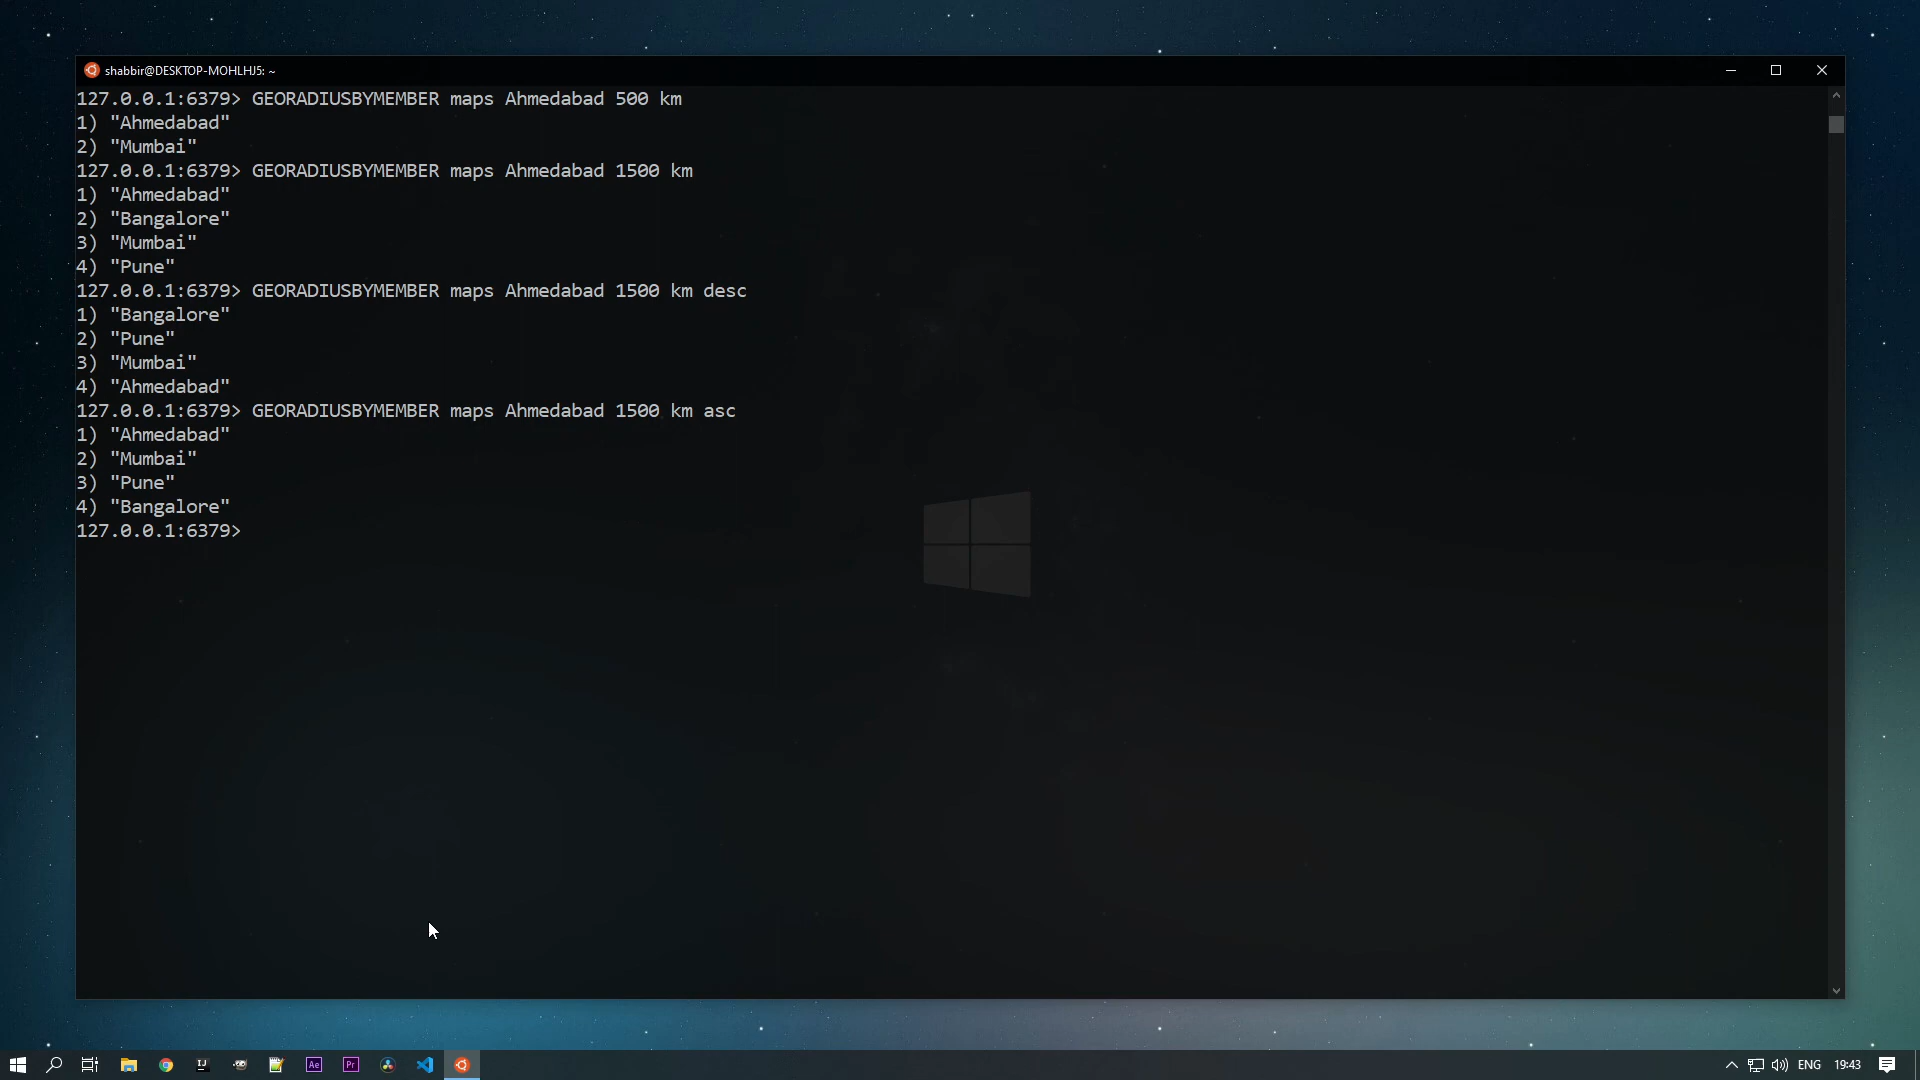 shabbir@DESKTOP-MOHLHJ5: ~
127.0.0.1:6379> GEORADIUSBYMEMBER maps Ahmedabad 500 km
1) "Ahmedabad"
2) "Mumbai"
127.0.0.1:6379> GEORADIUSBYMEMBER maps Ahmedabad 1500 km
1) "Ahmedabad"
2) "Bangalore"
3) "Mumbai"
4) "Pune"
127.0.0.1:6379> GEORADIUSBYMEMBER maps Ahmedabad 1500 km desc
1) "Bangalore"
2) "Pune"
3) "Mumbai"
4) "Ahmedabad"
127.0.0.1:6379> GEORADIUSBYMEMBER maps Ahmedabad 1500 km asc
1) "Ahmedabad"
2) "Mumbai"
3) "Pune"
4) "Bangalore"
127.0.0.1:6379>
IJ Ae Pr ENG 19:43